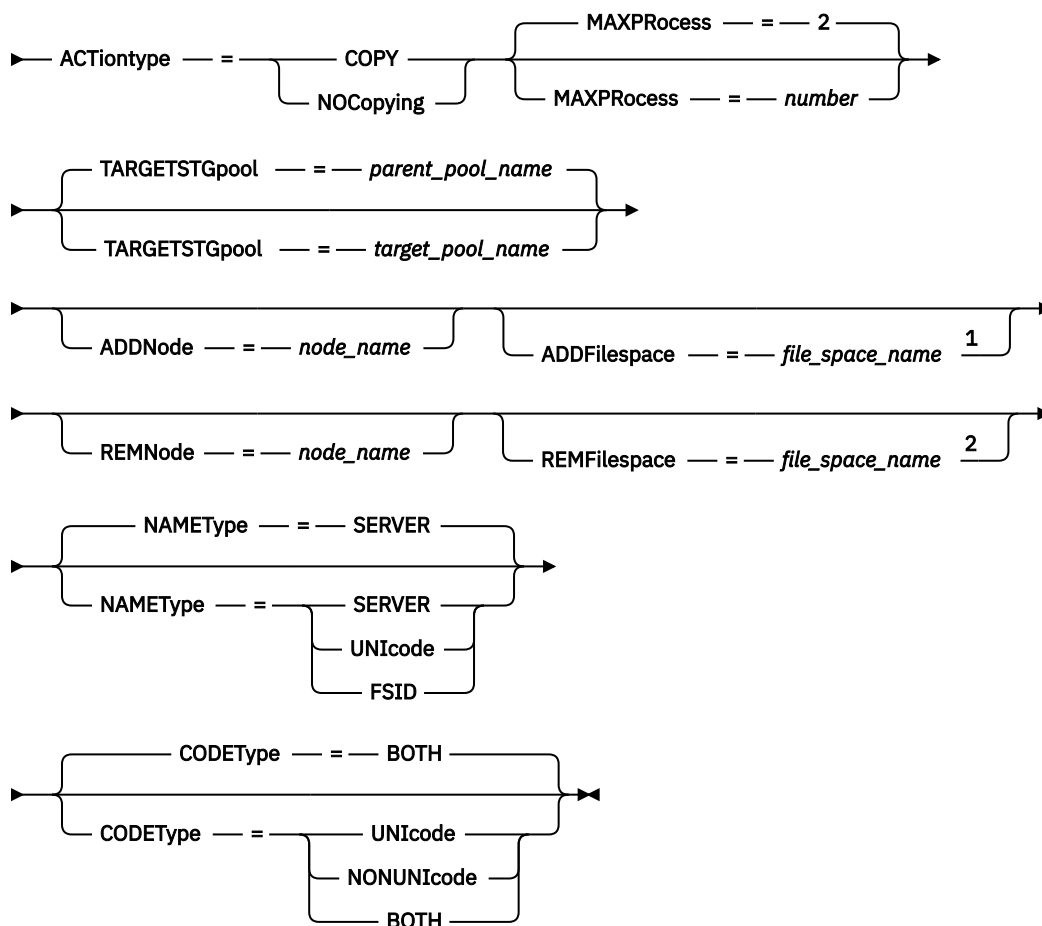 MAXPRocess — = — 2
ACTiontype — = — COPY
NOCopying
MAXPRocess — = — number
TARGETSTGpool — = — parent_pool_name
TARGETSTGpool — = — target_pool_name
ADDNode — = — node_name
ADDFilespace — = — file_space_name 1
REMNode — = — node_name
REMFilespace — = — file_space_name 2
NAMEType — = — SERVER
NAMEType — = — SERVER
UNIcode
FSID
CODEType — = — BOTH
CODEType — = — UNIcode
NONUNIcode
BOTH